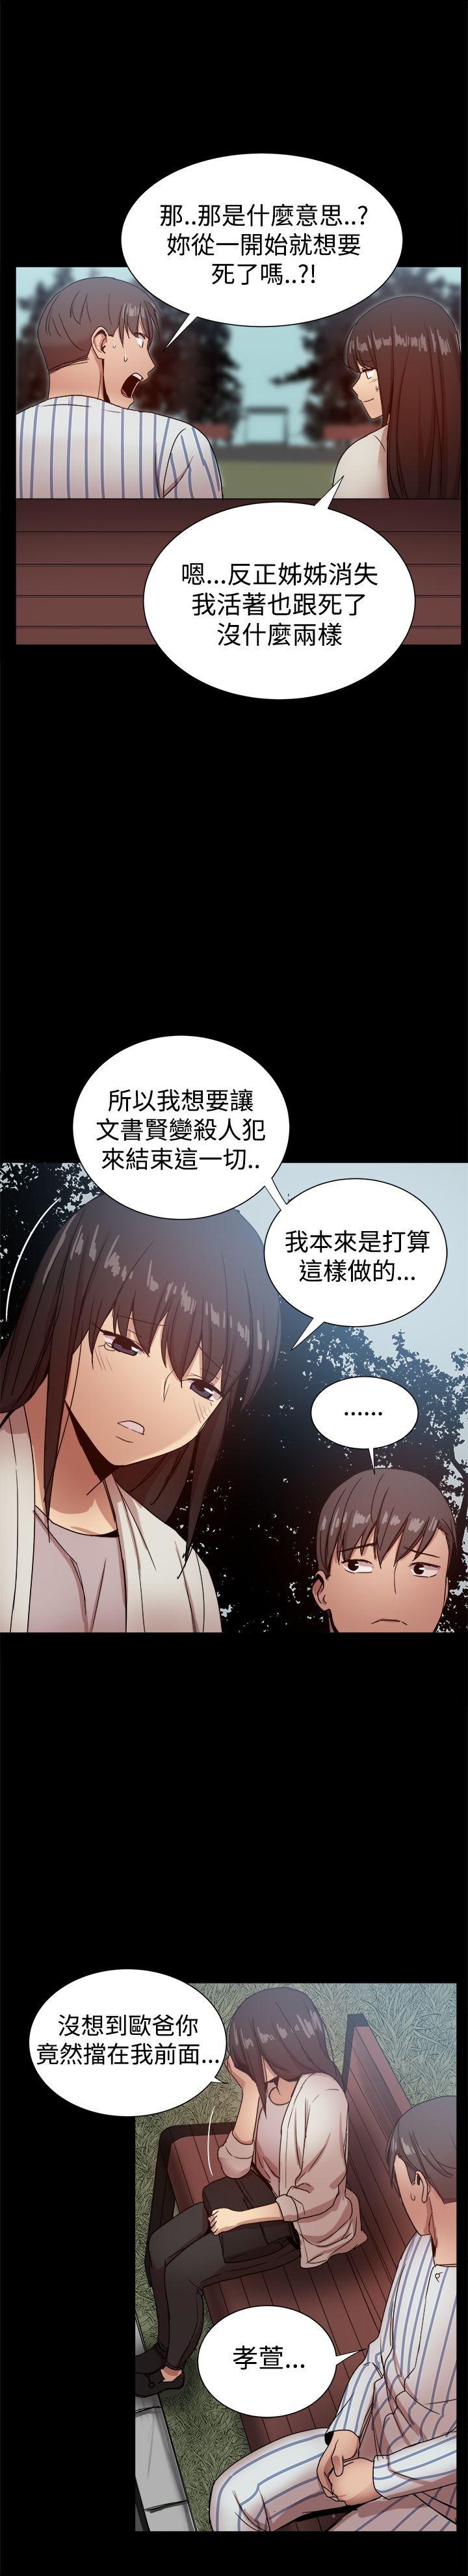 那..那是什麼意思..?
妳從一開始就想要
死了嗎..?!
嗯...反正姊姊消失
我活著也跟死了
沒什麼兩樣
所以我想要讓
文書賢變殺人犯
來結束這一切..
我本來是打算
這樣做的...
......
沒想到歐爸你
竟然擋在我前面...
孝萱...